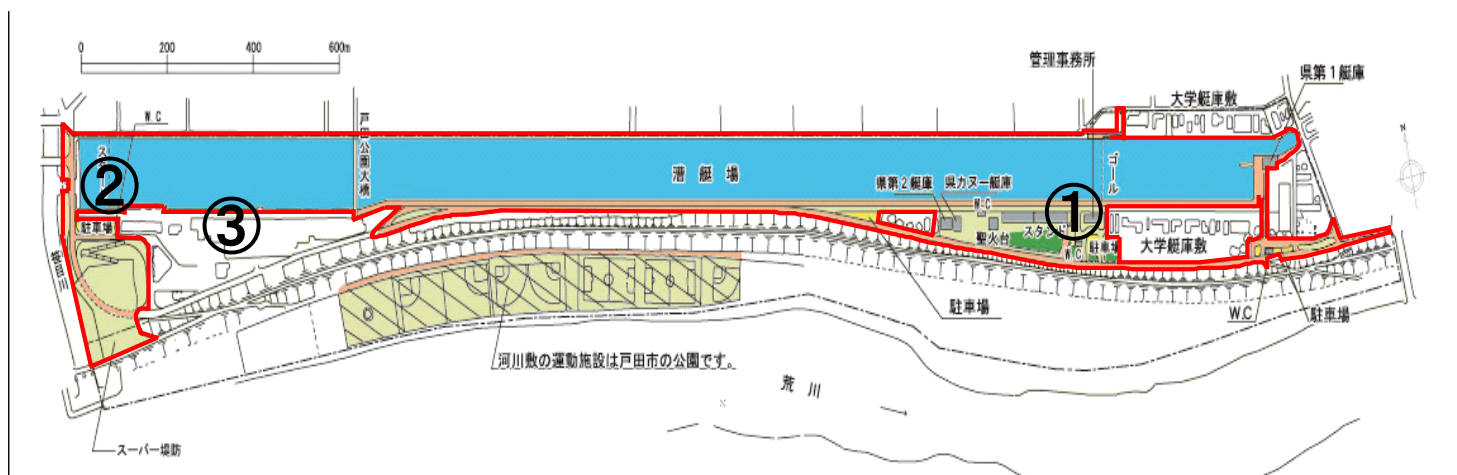 0 200 400 600m
管理事務所
県第1艇庫
大学艇庫敷
W.C
戸田公園大橋
ス
②
漕艇場
ゴール
県第2艇庫 県カヌー艇庫
W.C
①
駐車場
③
聖火台
スタン
W.C
駐車場
大学艇庫敷
N
駐車場
W.C
駐車場
河川敷の運動施設は戸田市の公園です。
荒川
スーパー堤防